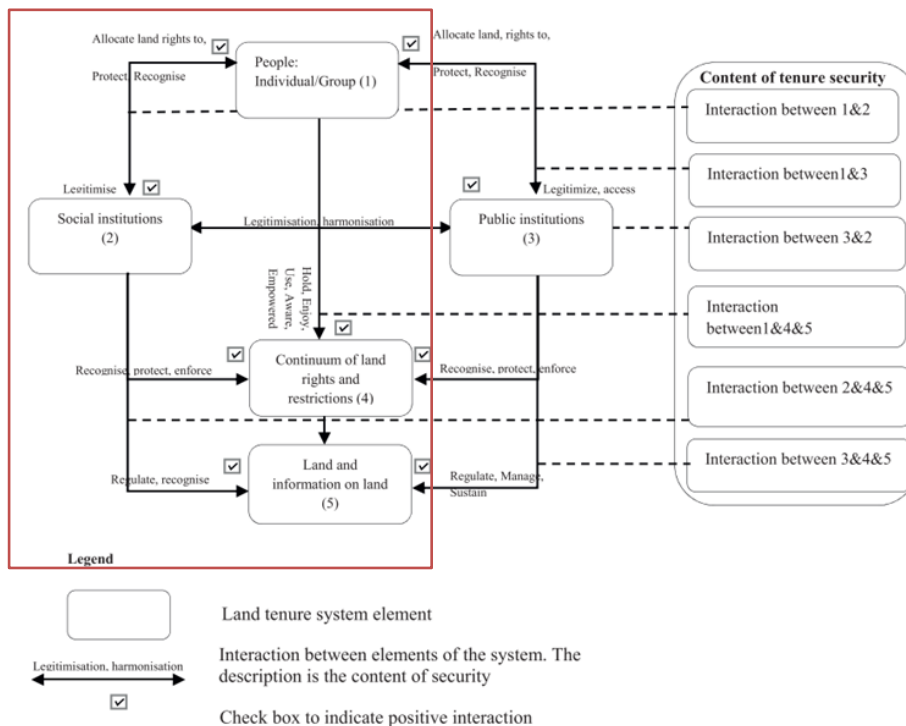 Allocate land rights to,
Protect, Recognise
People:
Individual/Group (1)
Allocate land, rights to,
Protect, Recognise
Content of tenure security
Interaction between 1&2
Interaction between1&3
Interaction between 3&2
Interaction
between1&4&5
Interaction between 2&4&5
Interaction between 3&4&5
Legitimise
Legitimize, access
Social institutions
(2)
Legitimisation, harmonisation
Public institutions
(3)
Hold, Enjoy,
Use, Aware,
Empowered
Recognise, protect, enforce
Continuum of land
rights and
restrictions (4)
Recognise, protect, enforce
Regulate, recognise
Land and
information on land
(5)
Regulate, Manage,
Sustain
Legend
Land tenure system element
Legitimisation, harmonisation
Interaction between elements of the system. The
description is the content of security
Check box to indicate positive interaction